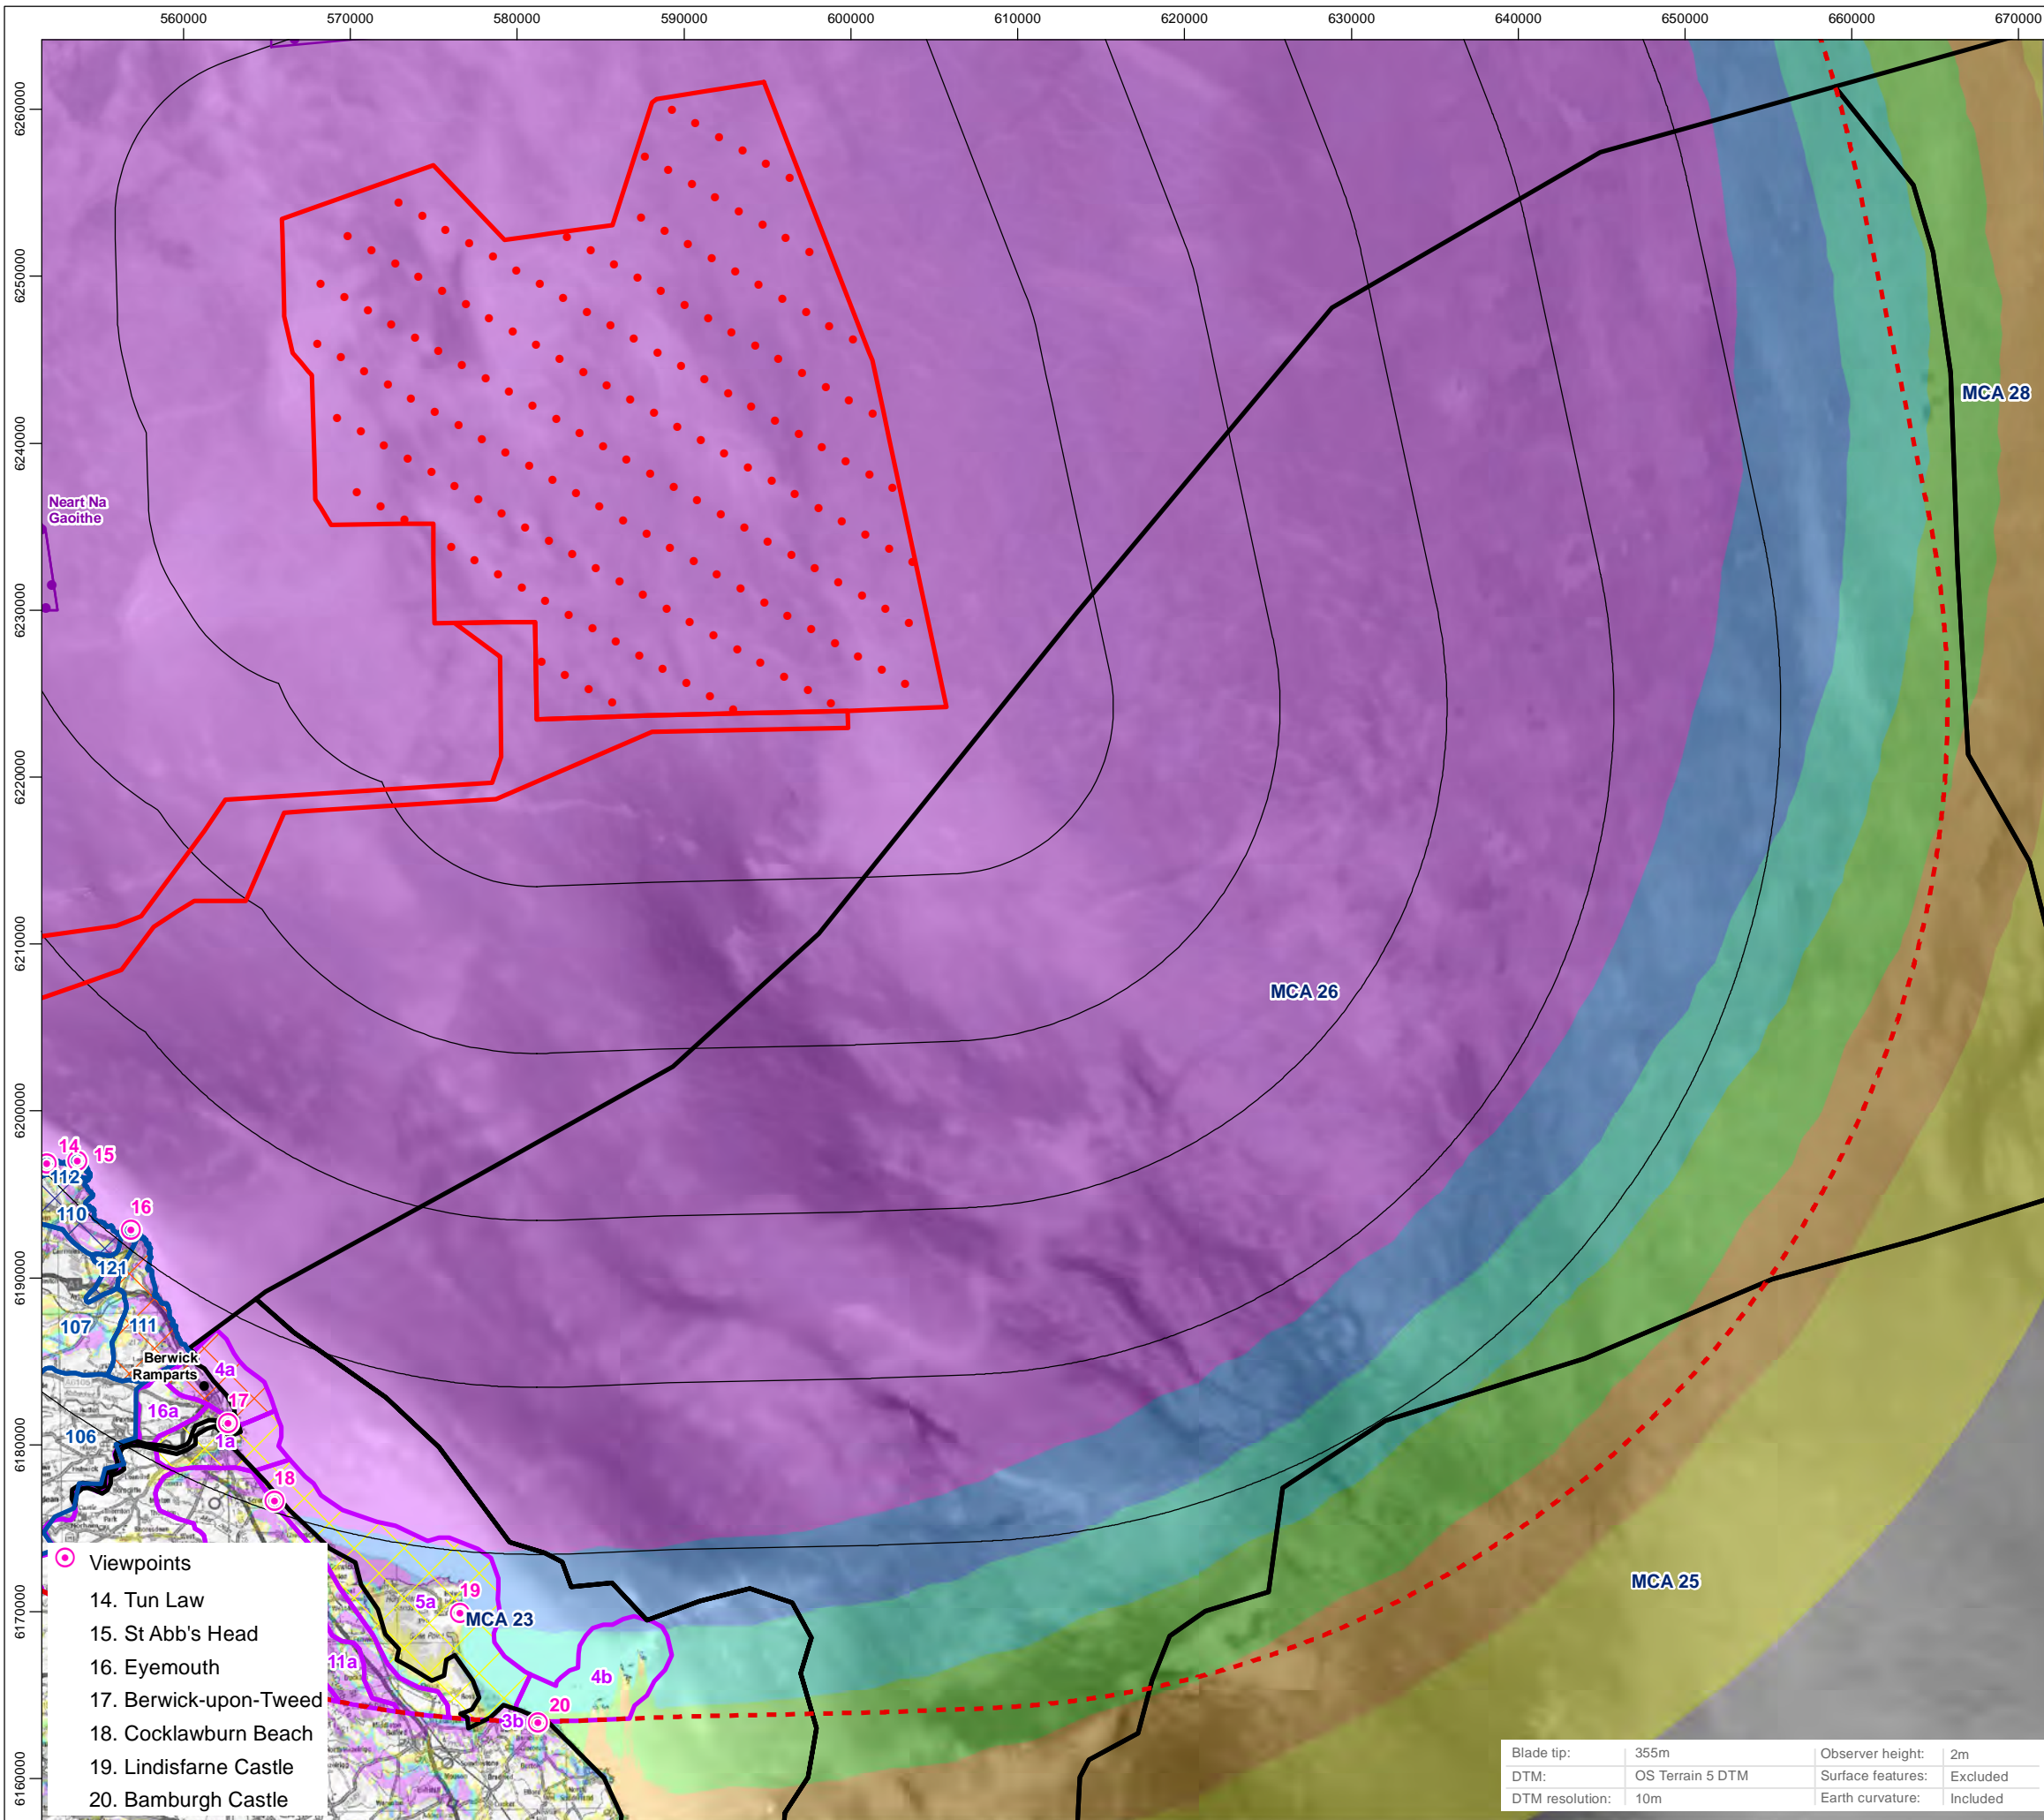 560000 570000 580000 590000 600000 610000 620000 630000 640000 650000 660000 670000
6260000
6250000
6240000
6230000
6220000
6210000
6200000
6190000
6180000
6170000
6160000
MCA 28
Neart Na
Gaoithe
MCA 26
14
15
112
110
16
121
107
111
Berwick
Ramparts
4a
16a
17
106
1a
18
19
5a
MCA 23
MCA 25
11a
4b
20
3b
Viewpoints
14. Tun Law
15. St Abb's Head
16. Eyemouth
17. Berwick-upon-Tweed
18. Cocklawburn Beach
19. Lindisfarne Castle
20. Bamburgh Castle
Blade tip: 355m Observer height: 2m
DTM: OS Terrain 5 DTM Surface features: Excluded
DTM resolution: 10m Earth curvature: Included